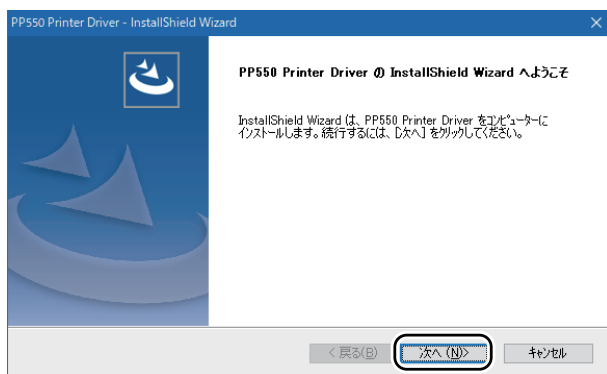 PP550 Printer Driver - InstallShield Wizard
PP550 Printer Driver の InstallShield Wizard へようこそ
InstallShield Wizard は、PP550 Printer Driver をコンピューターに
インストールします。続行するには、[次へ] をクリックしてください。
< 戻る(B)
次へ (N)>
キャンセル